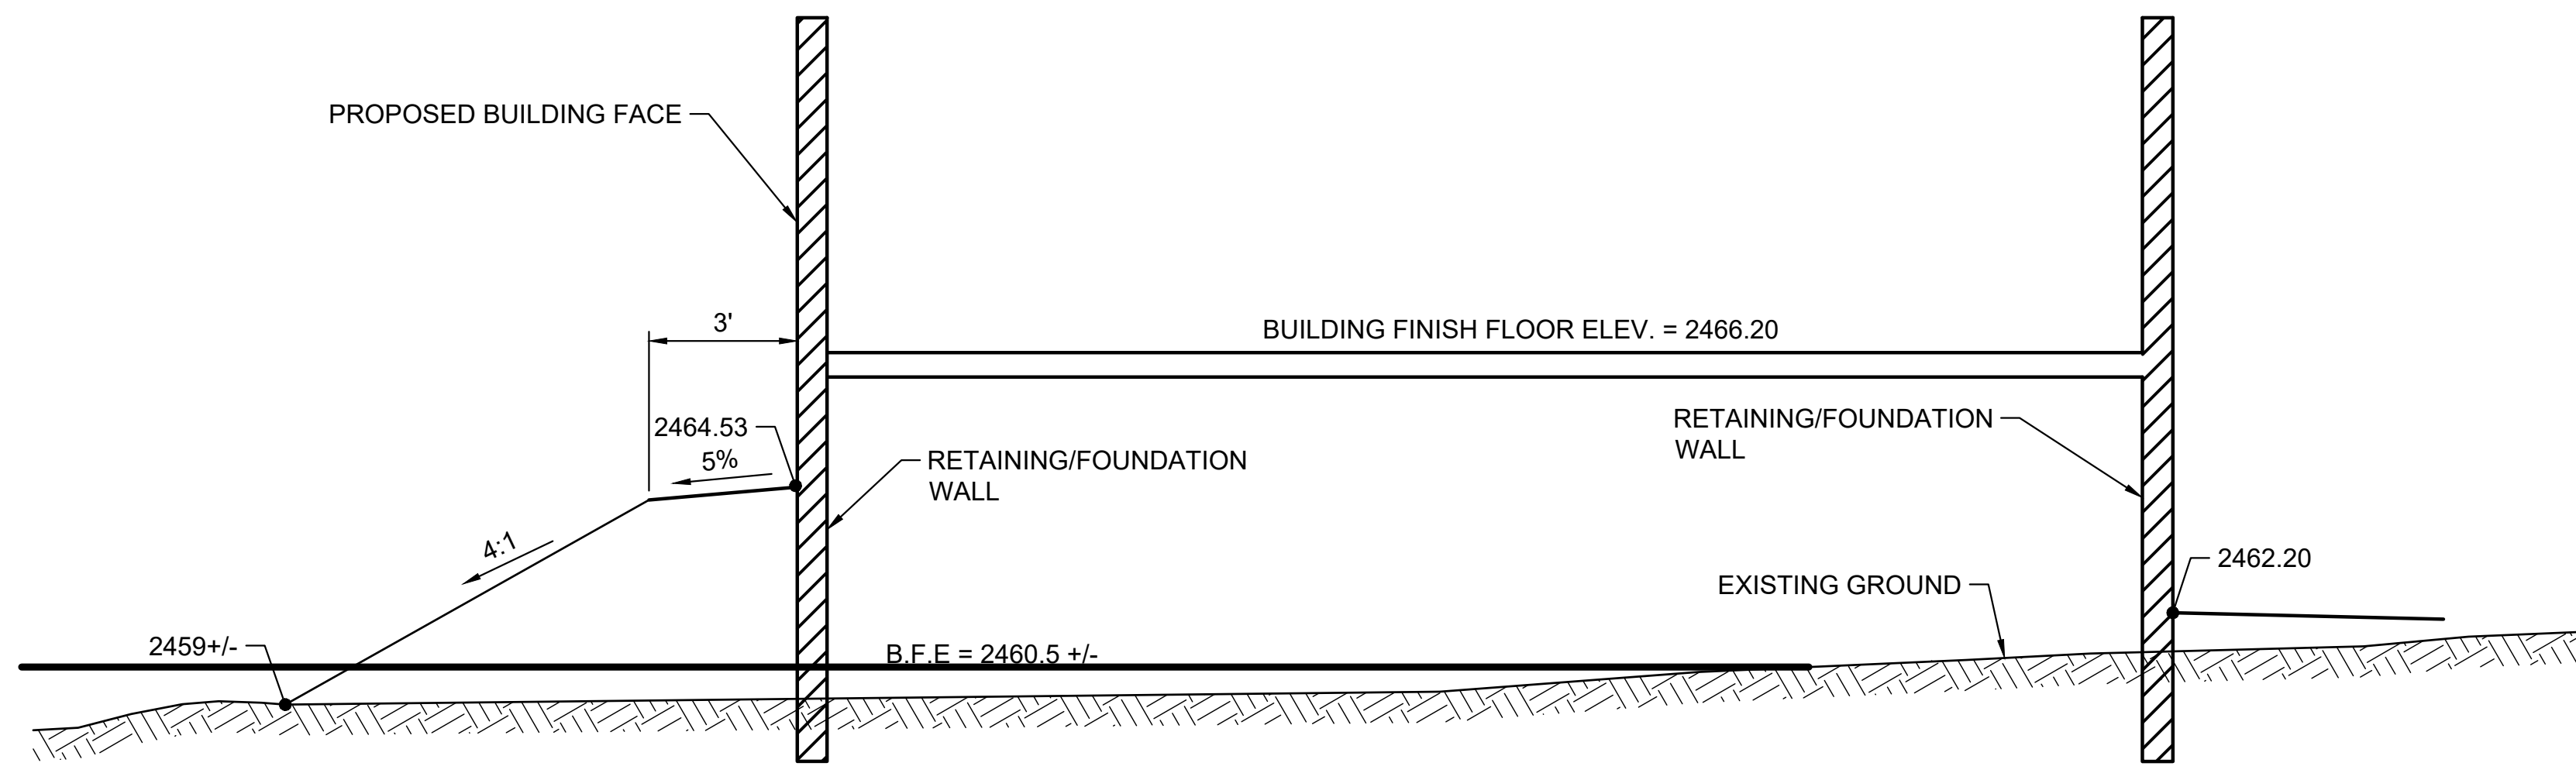 PROPOSED BUILDING FACE
3'
BUILDING FINISH FLOOR ELEV. = 2466.20
2464.53
5%
RETAINING/FOUNDATION
WALL
RETAINING/FOUNDATION
WALL
4:1
2462.20
EXISTING GROUND
2459+/-
B.F.E = 2460.5 +/-